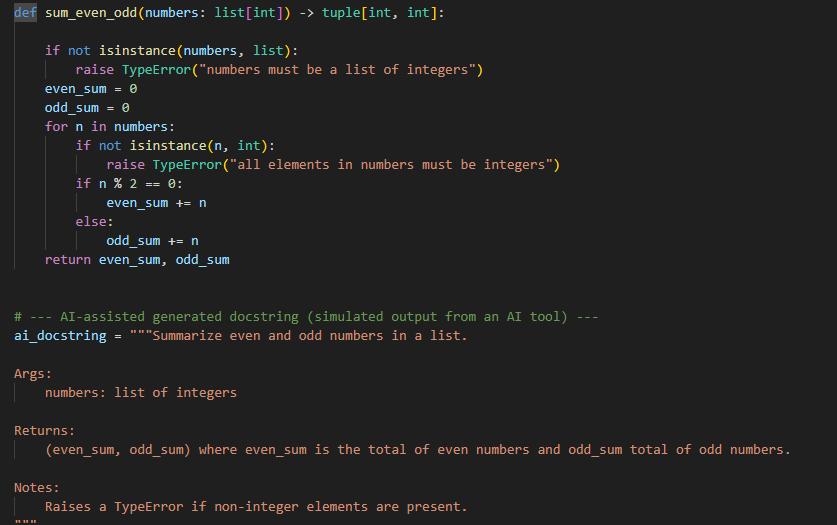 def sum_even_odd(numbers: list[int]) -> tuple[int, int]:
    if not isinstance(numbers, list):
        raise TypeError("numbers must be a list of integers")
    even_sum = 0
    odd_sum = 0
    for n in numbers:
        if not isinstance(n, int):
            raise TypeError("all elements in numbers must be integers")
        if n % 2 == 0:
            even_sum += n
        else:
            odd_sum += n
    return even_sum, odd_sum
# --- AI-assisted generated docstring (simulated output from an AI tool) ---
ai_docstring = """Summarize even and odd numbers in a list.
Args:
    numbers: list of integers
Returns:
    (even_sum, odd_sum) where even_sum is the total of even numbers and odd_sum total of odd numbers.
Notes:
    Raises a TypeError if non-integer elements are present.
"""